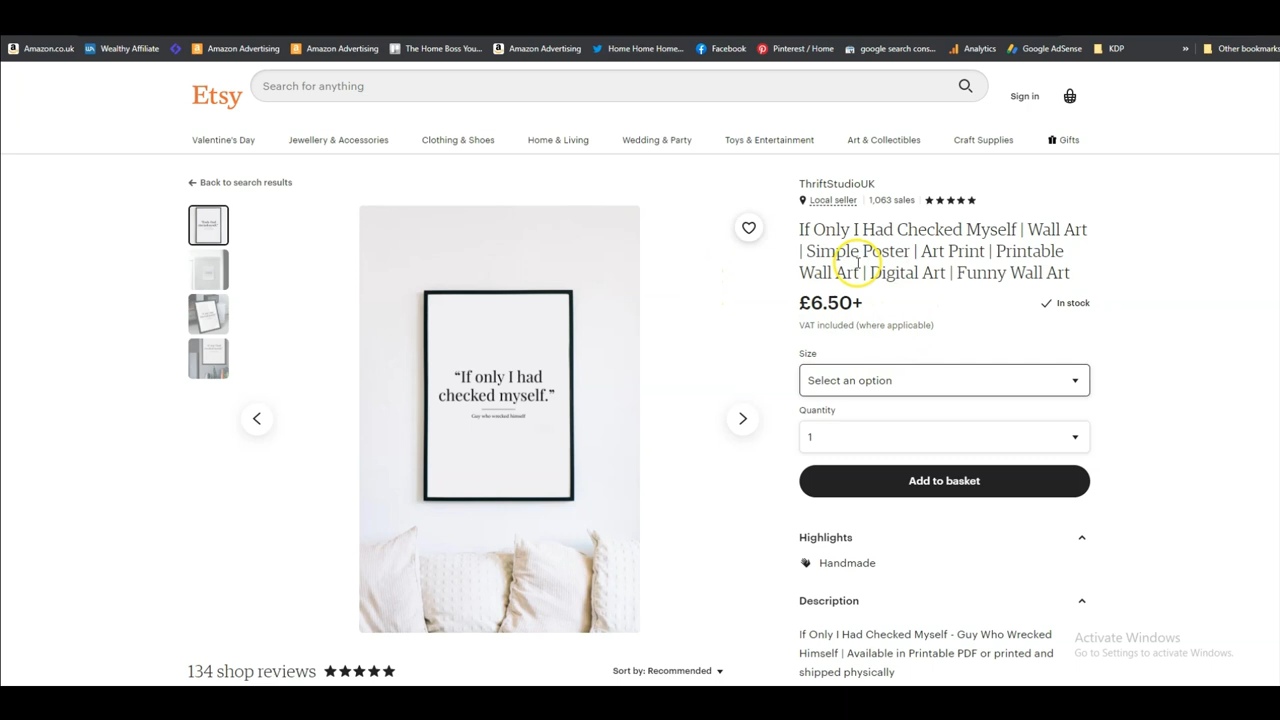 Amazon.co.uk Wealthy Affiliate Amazon Advertising Amazon Advertising The Home Boss You... Amazon Advertising Home Home Home... Facebook Pinterest / Home google search cons... Analytics Google AdSense KDP » Other bookmarks
Etsy
Search for anything
Sign in
Valentine's Day Jewellery & Accessories Clothing & Shoes Home & Living Wedding & Party Toys & Entertainment Art & Collectibles Craft Supplies Gifts
Back to search results
ThriftStudioUK
Local seller | 1,063 sales
If Only I Had Checked Myself | Wall Art
| Simple Poster | Art Print | Printable
Wall Art | Digital Art | Funny Wall Art
£6.50+
In stock
VAT included (where applicable)
Size
Select an option
Quantity
1
Add to basket
Highlights
Handmade
Description
If Only I Had Checked Myself - Guy Who Wrecked
Himself | Available in Printable PDF or printed and
shipped physically
“If only I had
checked myself.”
Guy who wrecked himself
134 shop reviews
Sort by: Recommended
Activate Windows
Go to Settings to activate Windows.